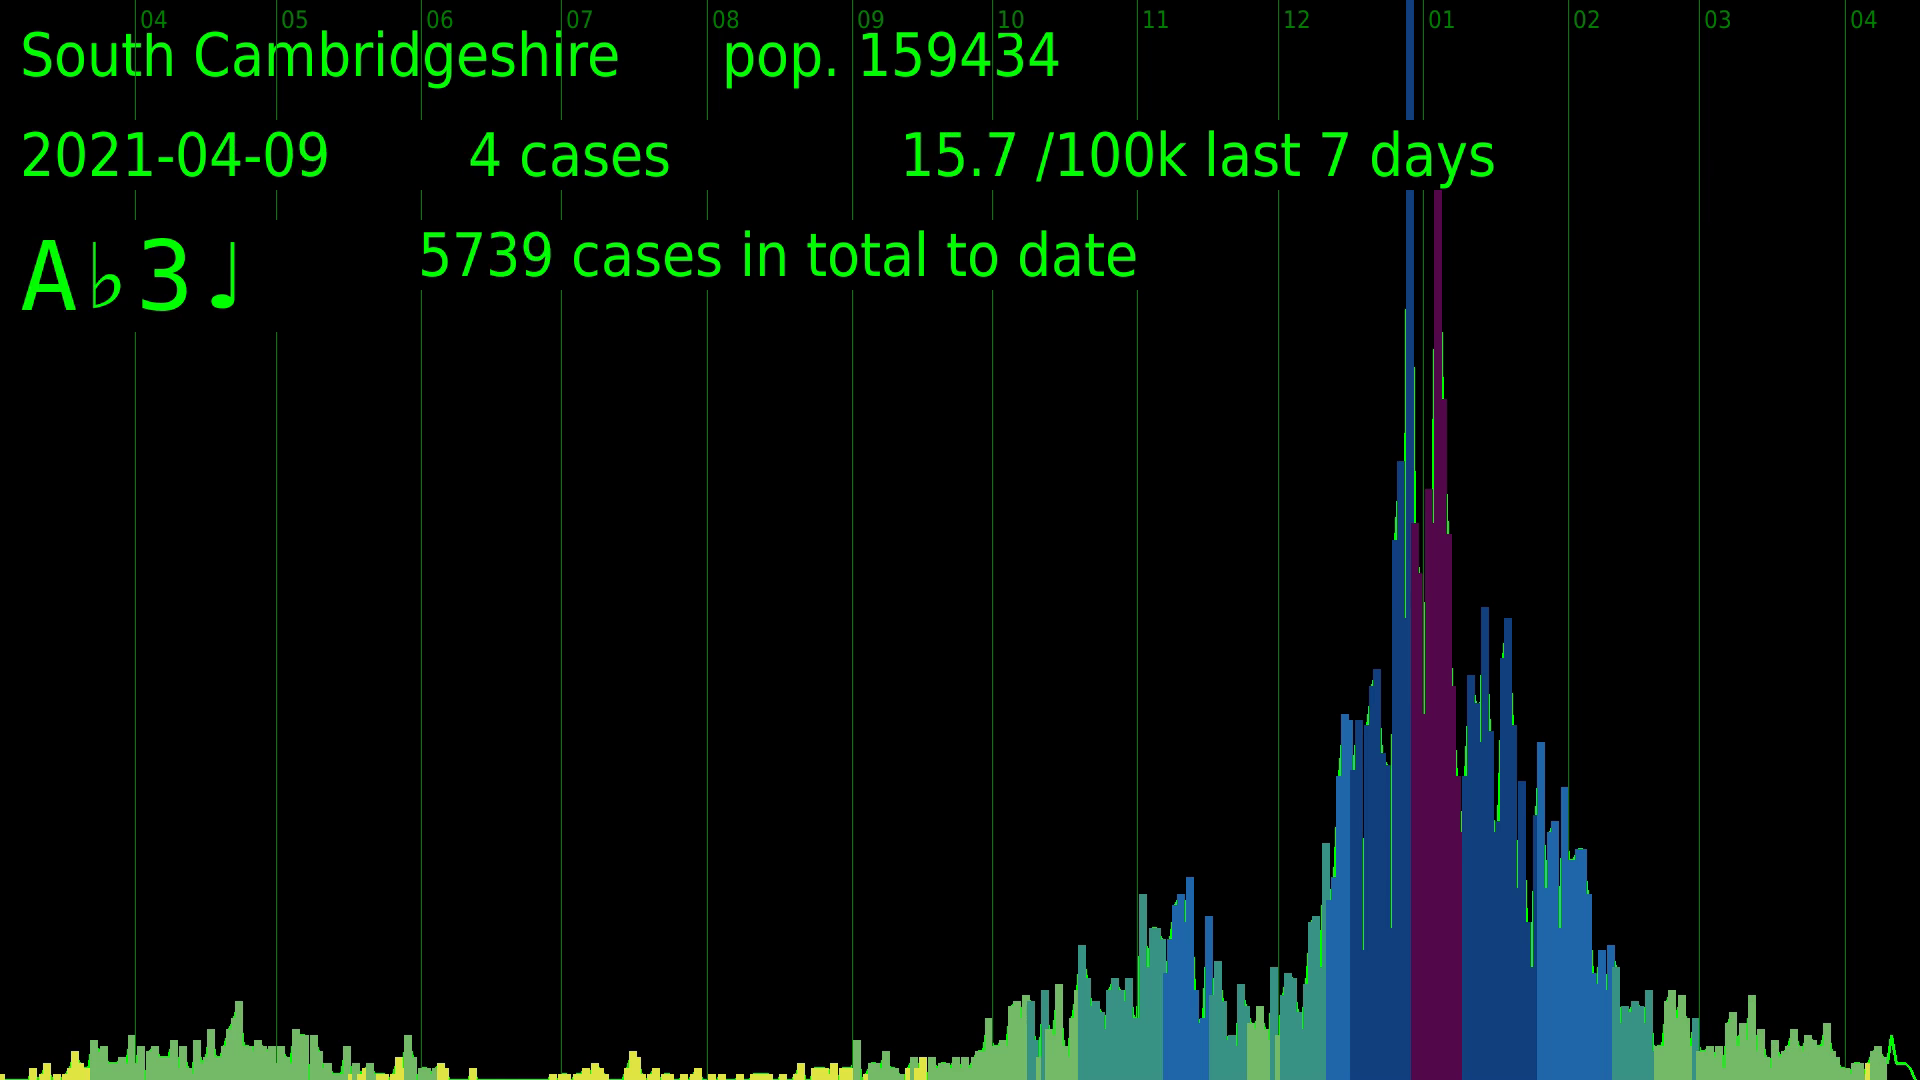 04 05 06 07 08 09 10 11 12 01 02 03 04
South Cambridgeshire pop. 159434
2021-04-09 4 cases 15.7 /100k last 7 days
A♭3♩ 5739 cases in total to date